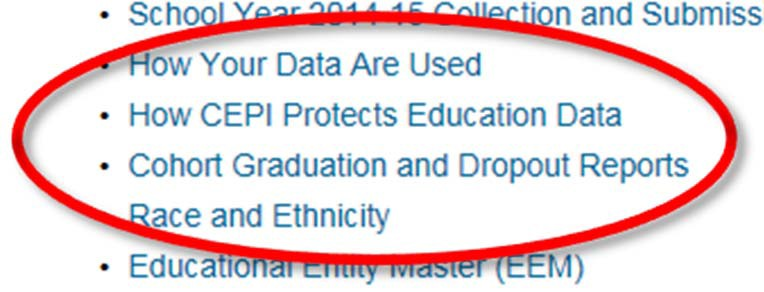 • School Year 2014-15 Collection and Submiss
• How Your Data Are Used
• How CEPI Protects Education Data
• Cohort Graduation and Dropout Reports
Race and Ethnicity
• Educational Entity Master (EEM)